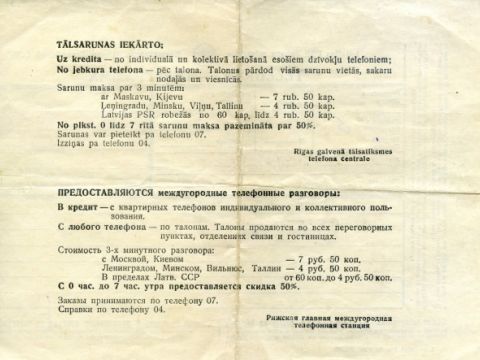 TĀLSARUNAS IEKĀRTO:
Uz kredita — no individuālā un kolektivā lietošanā esošiem dzīvokļu telefoniem;
No jebkura telefona — pēc talona. Talonus pārdod visās sarunu vietās, sakaru
nodaļās un viesnīcās.
Sarunu maksa par 3 minutēm:
ar Maskavu, Kijevu — 7 rub. 50 kap.
Ļeņingradu, Minsku, Viļņu, Tallinu — 4 rub. 50 kap.
Latvijas PSR robežās no 60 kap, līdz 4 rub. 50 kap.
No plkst. 0 līdz 7 rītā sarunu maksa pazemināta par 50%.
Sarunas var pieteikt pa telefonu 07.
Izziņas pa telefonu 04.
Rīgas galvenā tālsatiksmes
telefona centrale
ПРЕДОСТАВЛЯЮТСЯ междугородные телефонные разговоры:
В кредит — с квартирных телефонов индивидуального и коллективного поль-
зования.
С любого телефона — по талонам. Талоны продаются во всех переговорных
пунктах, отделениях связи и гостиницах.
Стоимость 3-х минутного разговора:
с Москвой, Киевом — 7 руб. 50 коп.
Ленинградом, Минском, Вильнюс, Таллин — 4 руб. 50 коп.
В пределах Латв. ССР от 60 коп. до 4 руб. 50 коп.
С 0 час. до 7 час. утра предоставляется скидка 50%.
Заказы принимаются по телефону 07.
Справки по телефону 04.
Рижская главная междугородная
телефонная станция